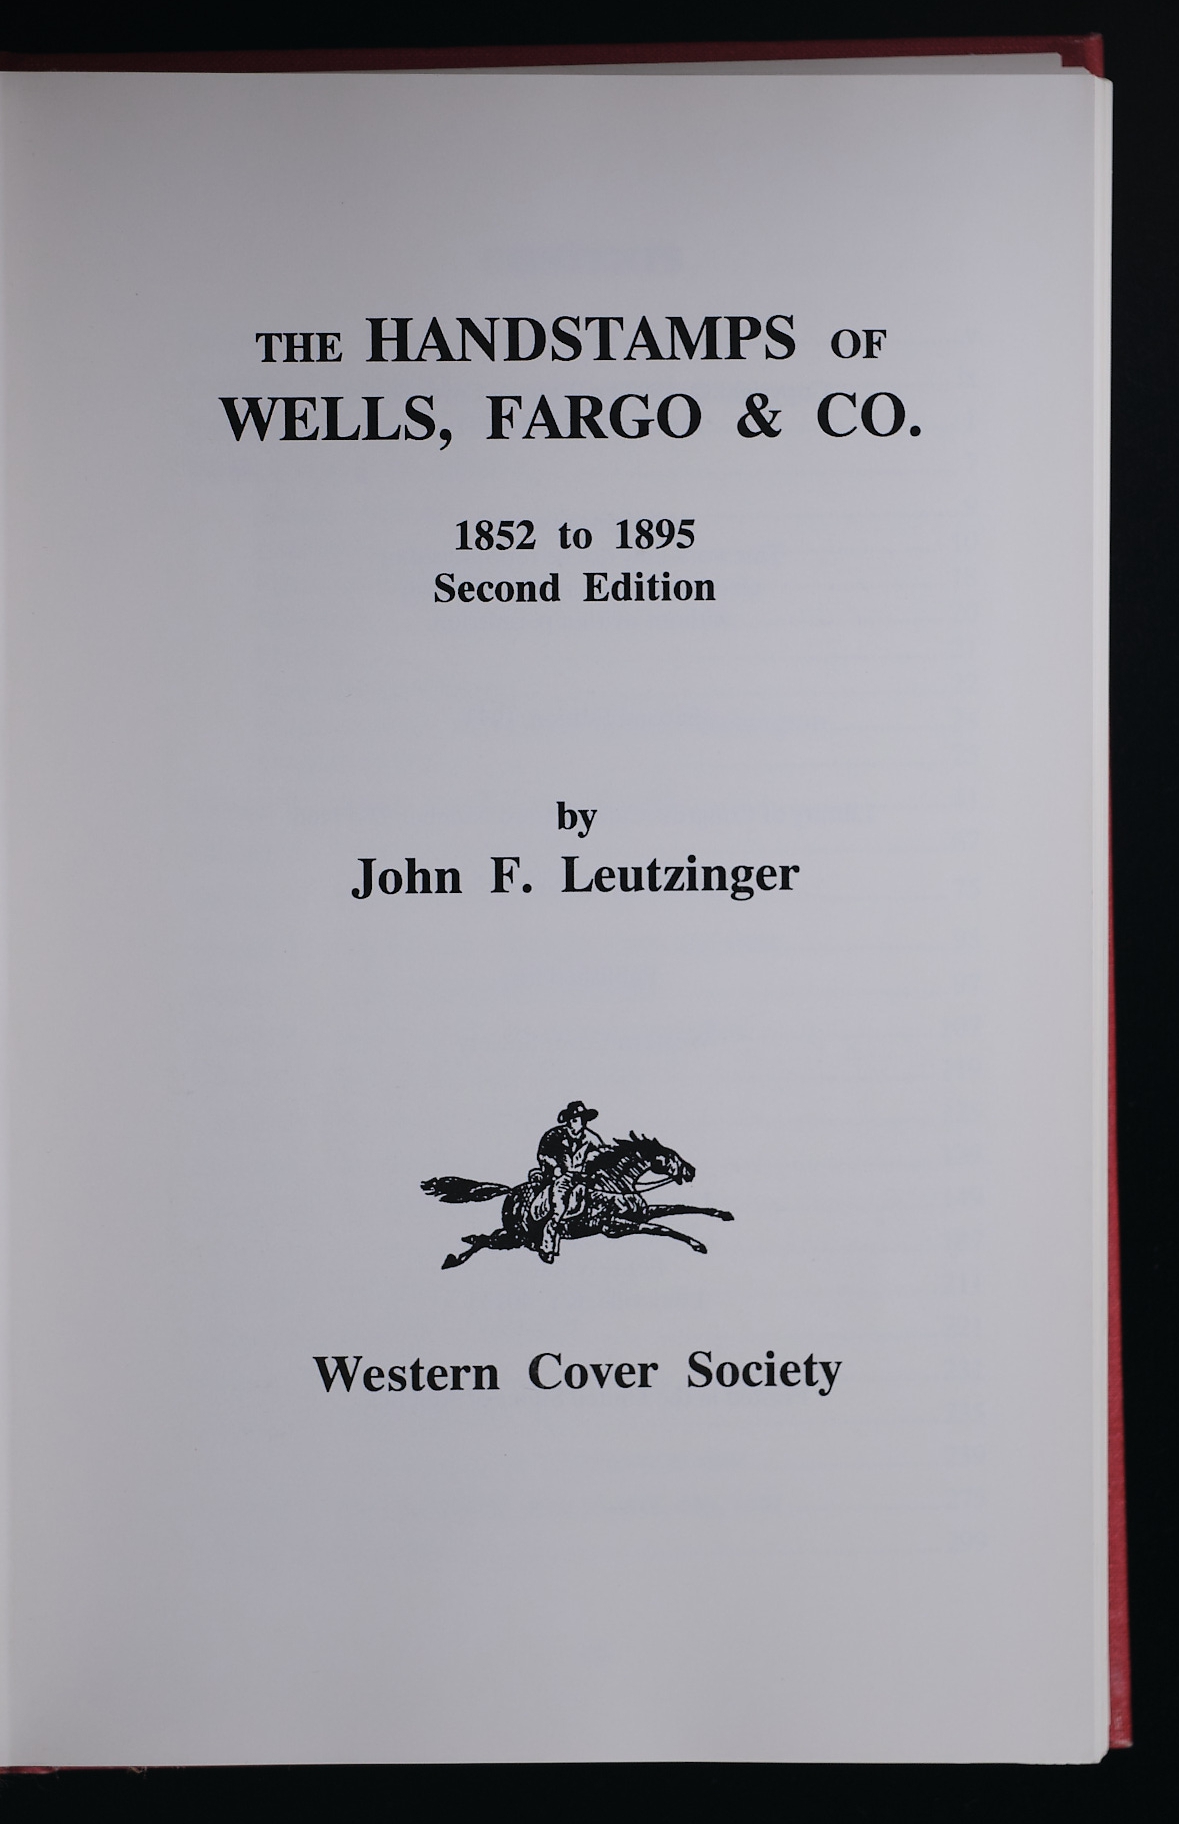 THE HANDSTAMPS OF
WELLS, FARGO & CO.
1852 to 1895
Second Edition
by
John F. Leutzinger
Western Cover Society